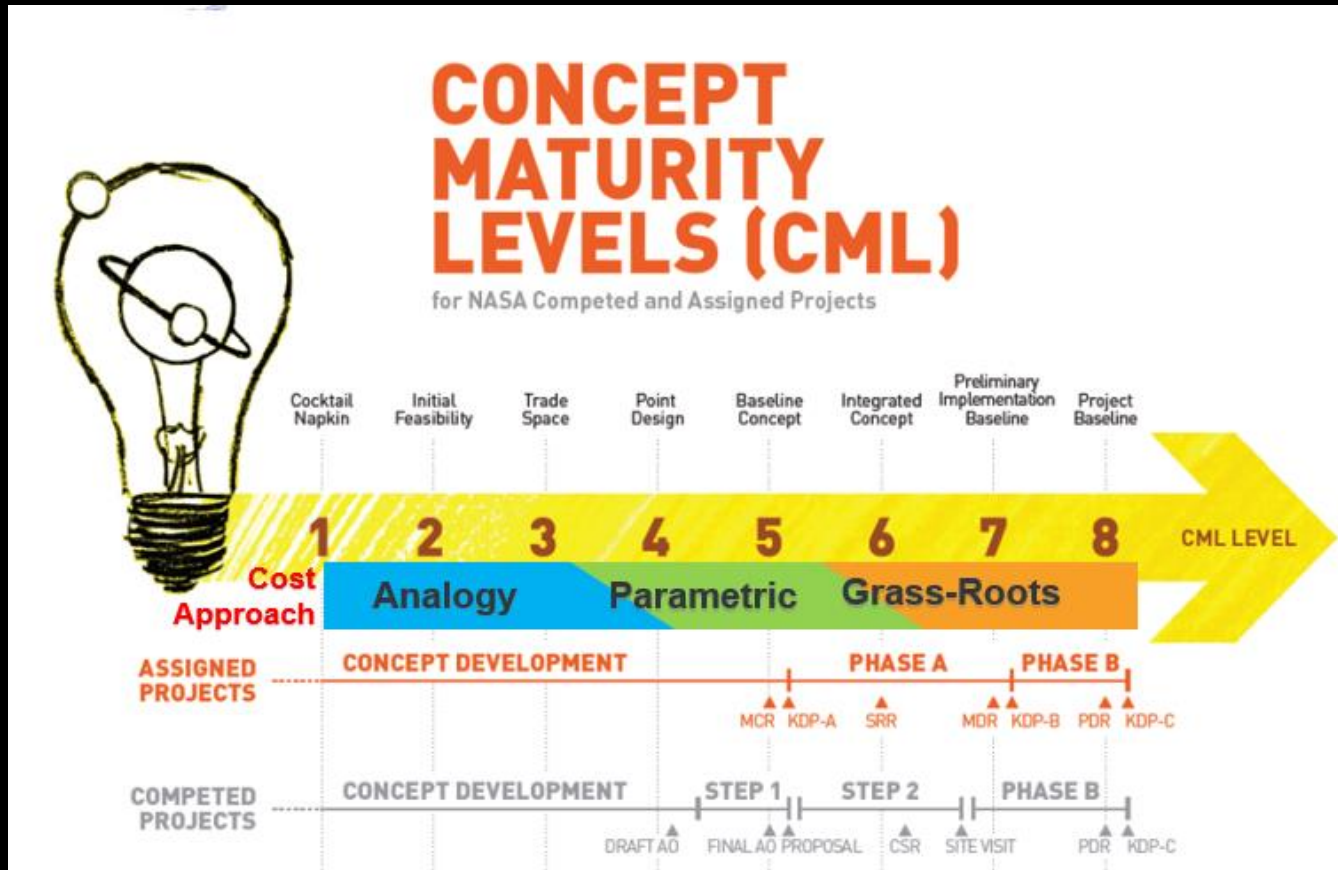 CONCEPT
MATURITY
LEVELS (CML)
for NASA Competed and Assigned Projects
Cocktail
Napkin
Initial
Feasibility
Trade
Space
Point
Design
Baseline
Concept
Integrated
Concept
Preliminary
Implementation
Baseline
Project
Baseline
1 2 3 4 5 6 7 8 CML LEVEL
Cost
Approach
Analogy Parametric Grass-Roots
ASSIGNED
PROJECTS
CONCEPT DEVELOPMENT PHASE A PHASE B
MCR KDP-A SRR MDR KDP-B PDR KDP-C
COMPETED
PROJECTS
CONCEPT DEVELOPMENT STEP 1 STEP 2 PHASE B
DRAFT AO FINAL AO PROPOSAL CSR SITE VISIT PDR KDP-C